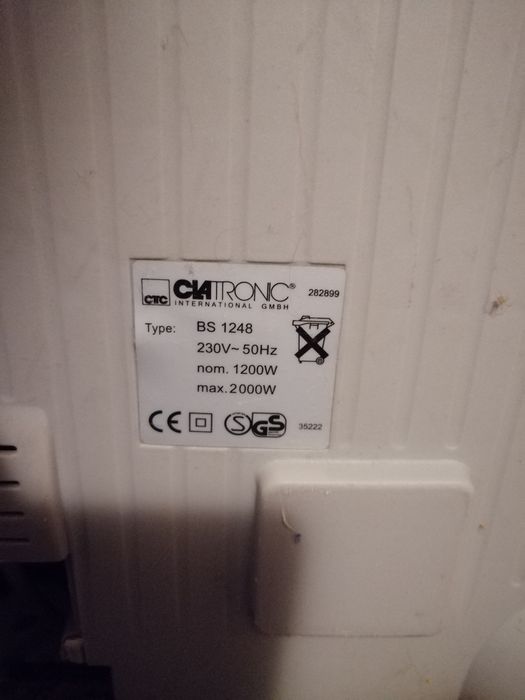 CTC CLATRONIC® 282899
INTERNATIONAL GMBH
Type: BS 1248
230V~ 50Hz
nom. 1200W
max. 2000W
CE S GS 35222